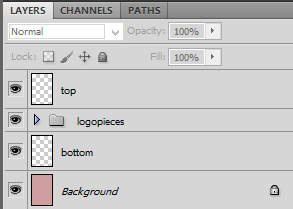 LAYERS CHANNELS PATHS
Normal Opacity: 100%
Lock: Fill: 100%
top
logopieces
bottom
Background